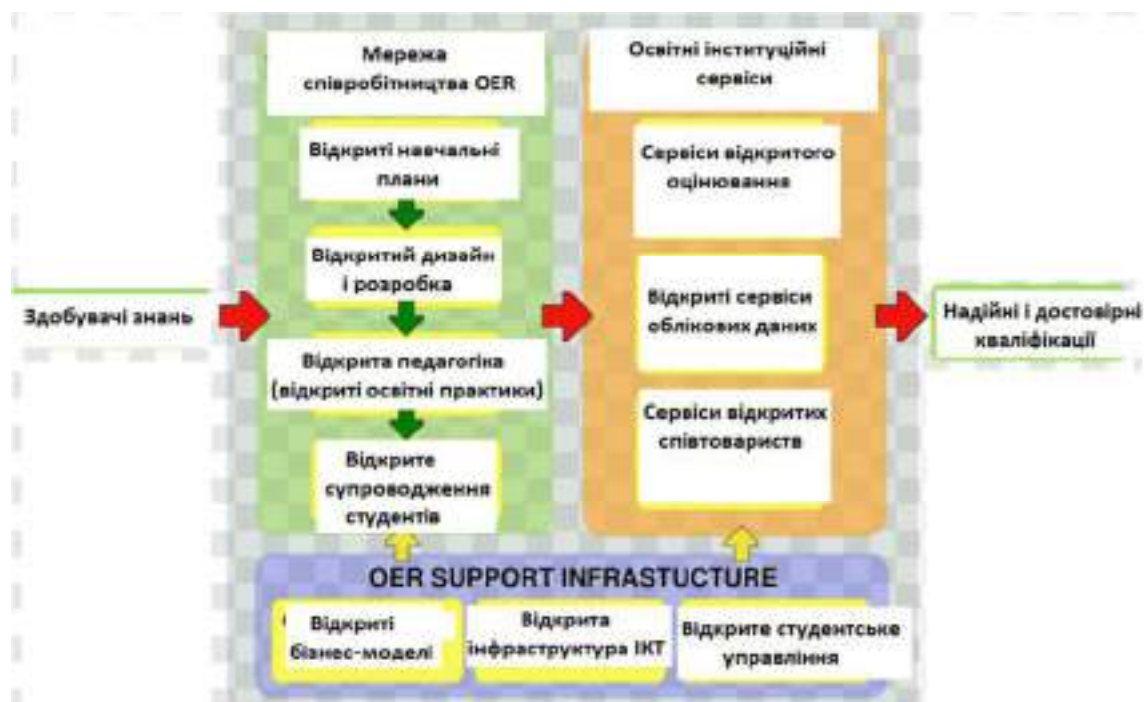 Мережа
співробітництва OER
Освітні інституційні
сервіси
Відкриті навчальні
плани
Сервіси відкритого
оцінювання
Відкритий дизайн
і розробка
Відкриті сервіси
облікових даних
Здобувачі знань
Надійні і достовірні
кваліфікації
Відкрита педагогіна
(відкриті освітні практики)
Сервіси відкритих
співтовариств
Відкрите
супроводження
студентів
OER SUPPORT INFRASTUCTURE
Відкриті
бізнес-моделі
Відкрита
інфраструктура ІКТ
Відкрите студентське
управління